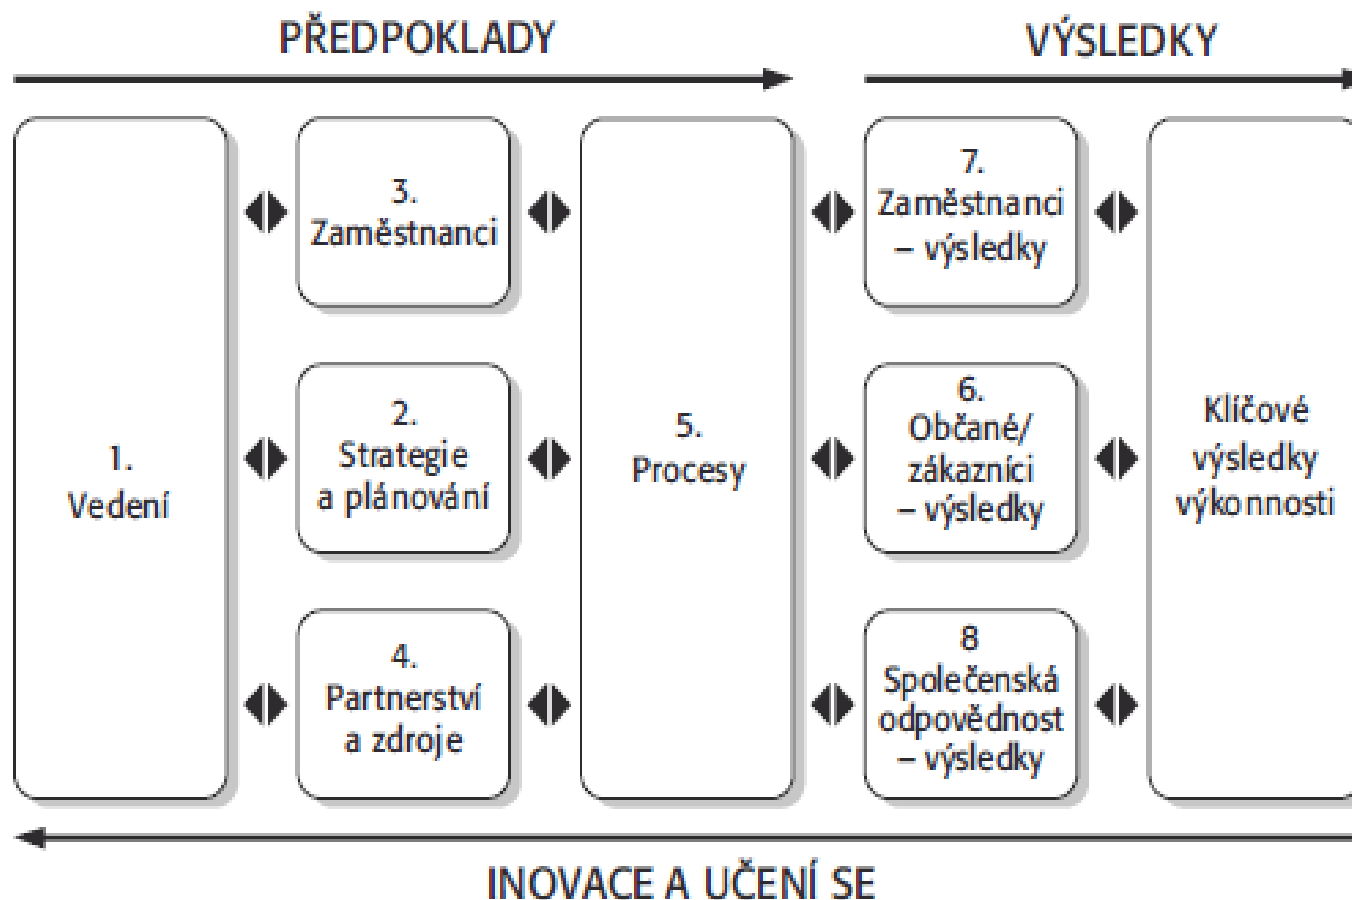 PŘEDPOKLADY
VÝSLEDKY
1.
Vedení
3.
Zaměstnanci
2.
Strategie
a plánování
4.
Partnerství
a zdroje
5.
Procesy
7.
Zaměstnanci
– výsledky
6.
Občané/
zákazníci
– výsledky
8
Společenská
odpovědnost
– výsledky
Klíčové
výsledky
výkonnosti
INOVACE A UČENÍ SE